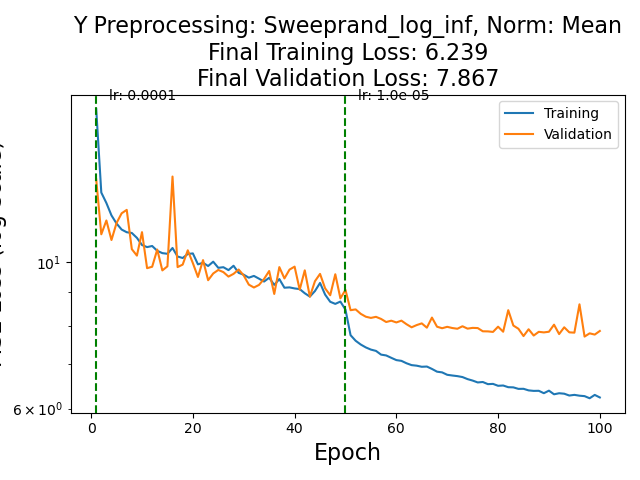 Y Preprocessing: Sweeprand_log_inf, Norm: Mean
Final Training Loss: 6.239
Final Validation Loss: 7.867
lr: 0.0001
lr: 1.0e-05
Training
Validation
10¹
6 × 10⁰
0 20 40 60 80 100
Epoch